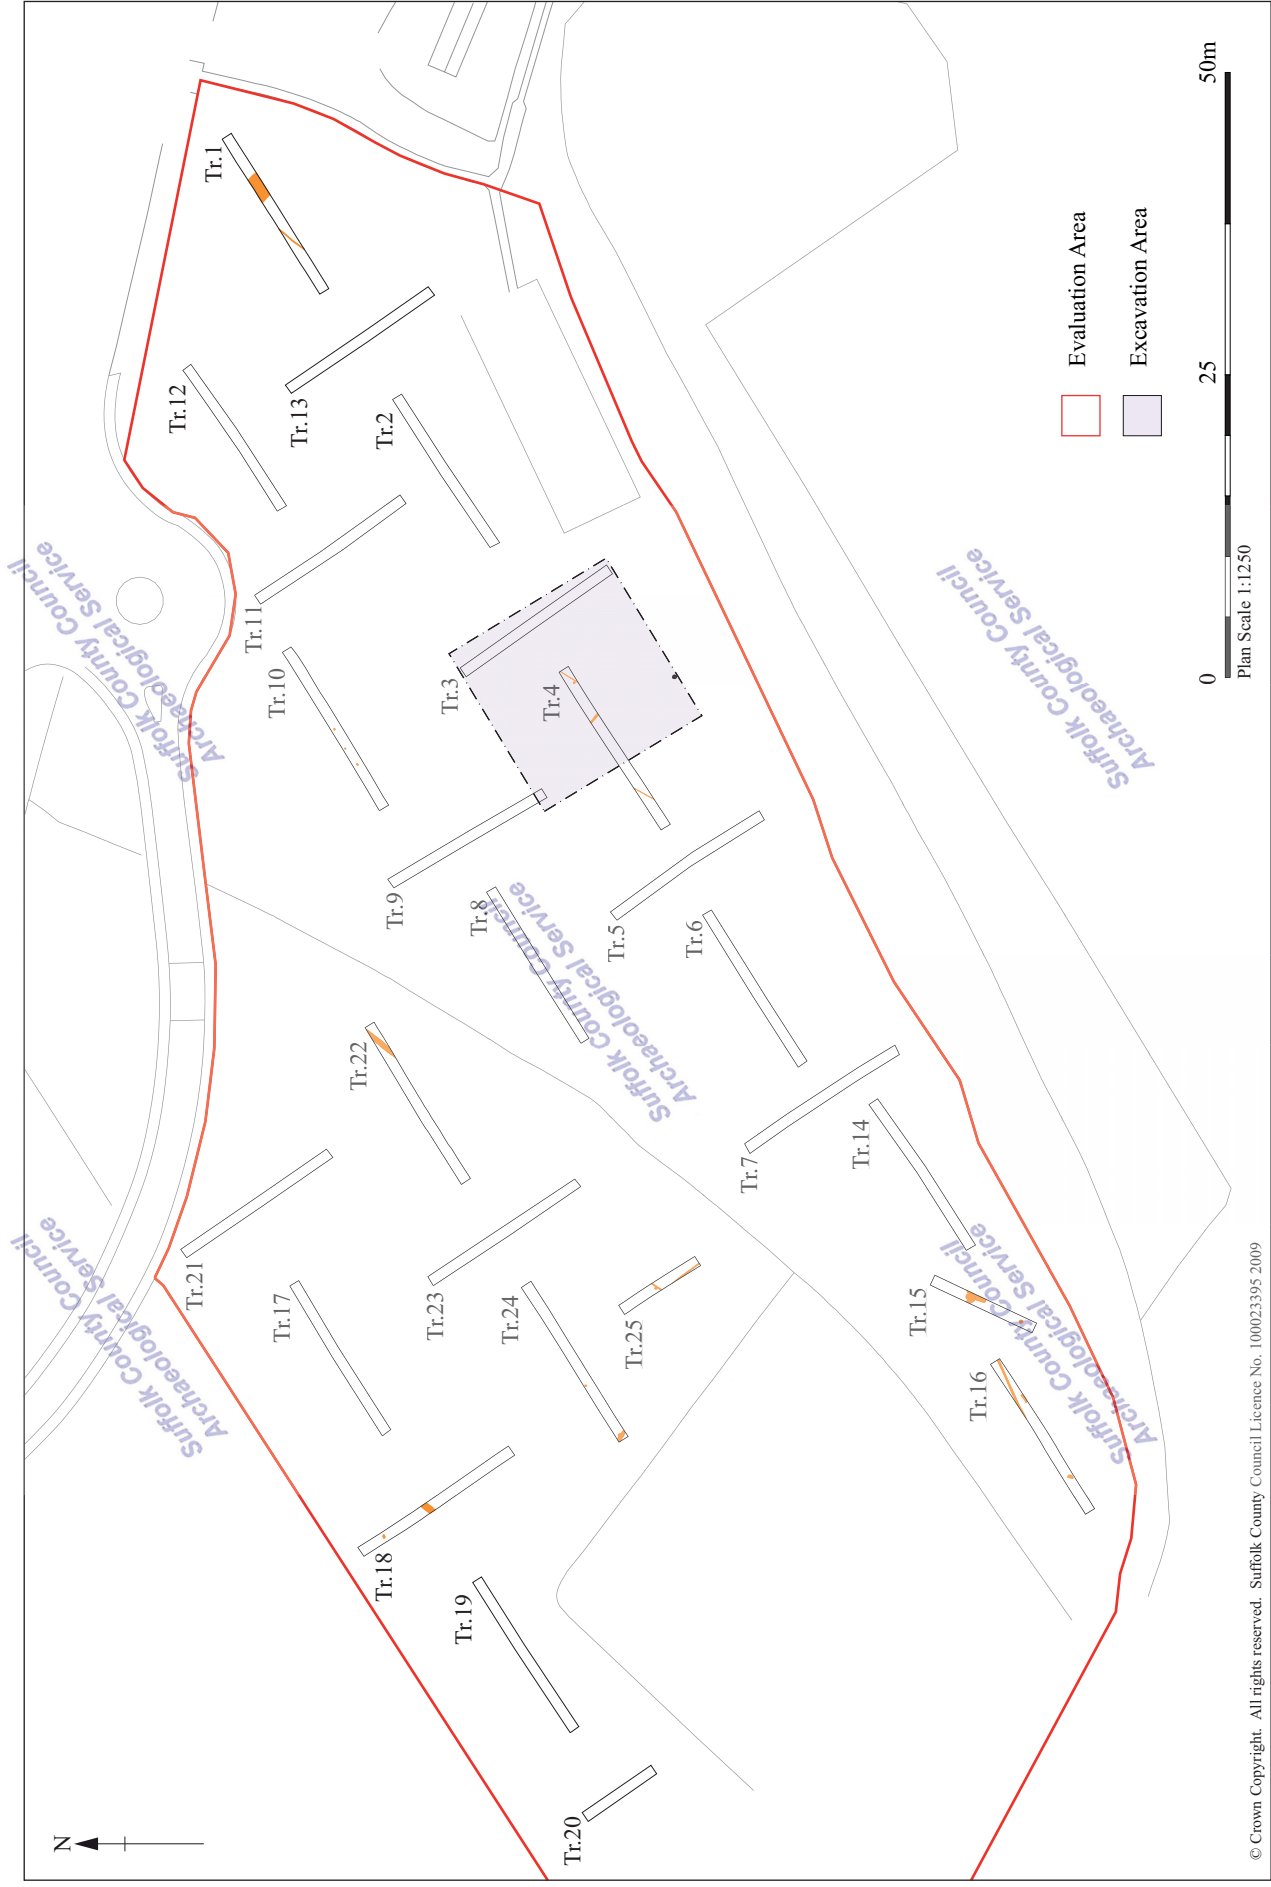 N
Tr.1
Tr.12
Tr.13
Tr.2
Tr.11
Tr.10
Tr.3
Tr.4
Tr.9
Tr.8
Tr.5
Tr.6
Tr.22
Tr.7
Tr.14
Tr.21
Tr.17
Tr.23
Tr.24
Tr.25
Tr.15
Tr.16
Tr.18
Tr.19
Tr.20
Suffolk County Council
Archaeological Service
Suffolk County Council
Archaeological Service
Suffolk County Council
Archaeological Service
Suffolk County Council
Archaeological Service
Suffolk County Council
Archaeological Service
Evaluation Area
Excavation Area
0
25
50m
Plan Scale 1:1250
© Crown Copyright. All rights reserved. Suffolk County Council Licence No. 100023395 2009